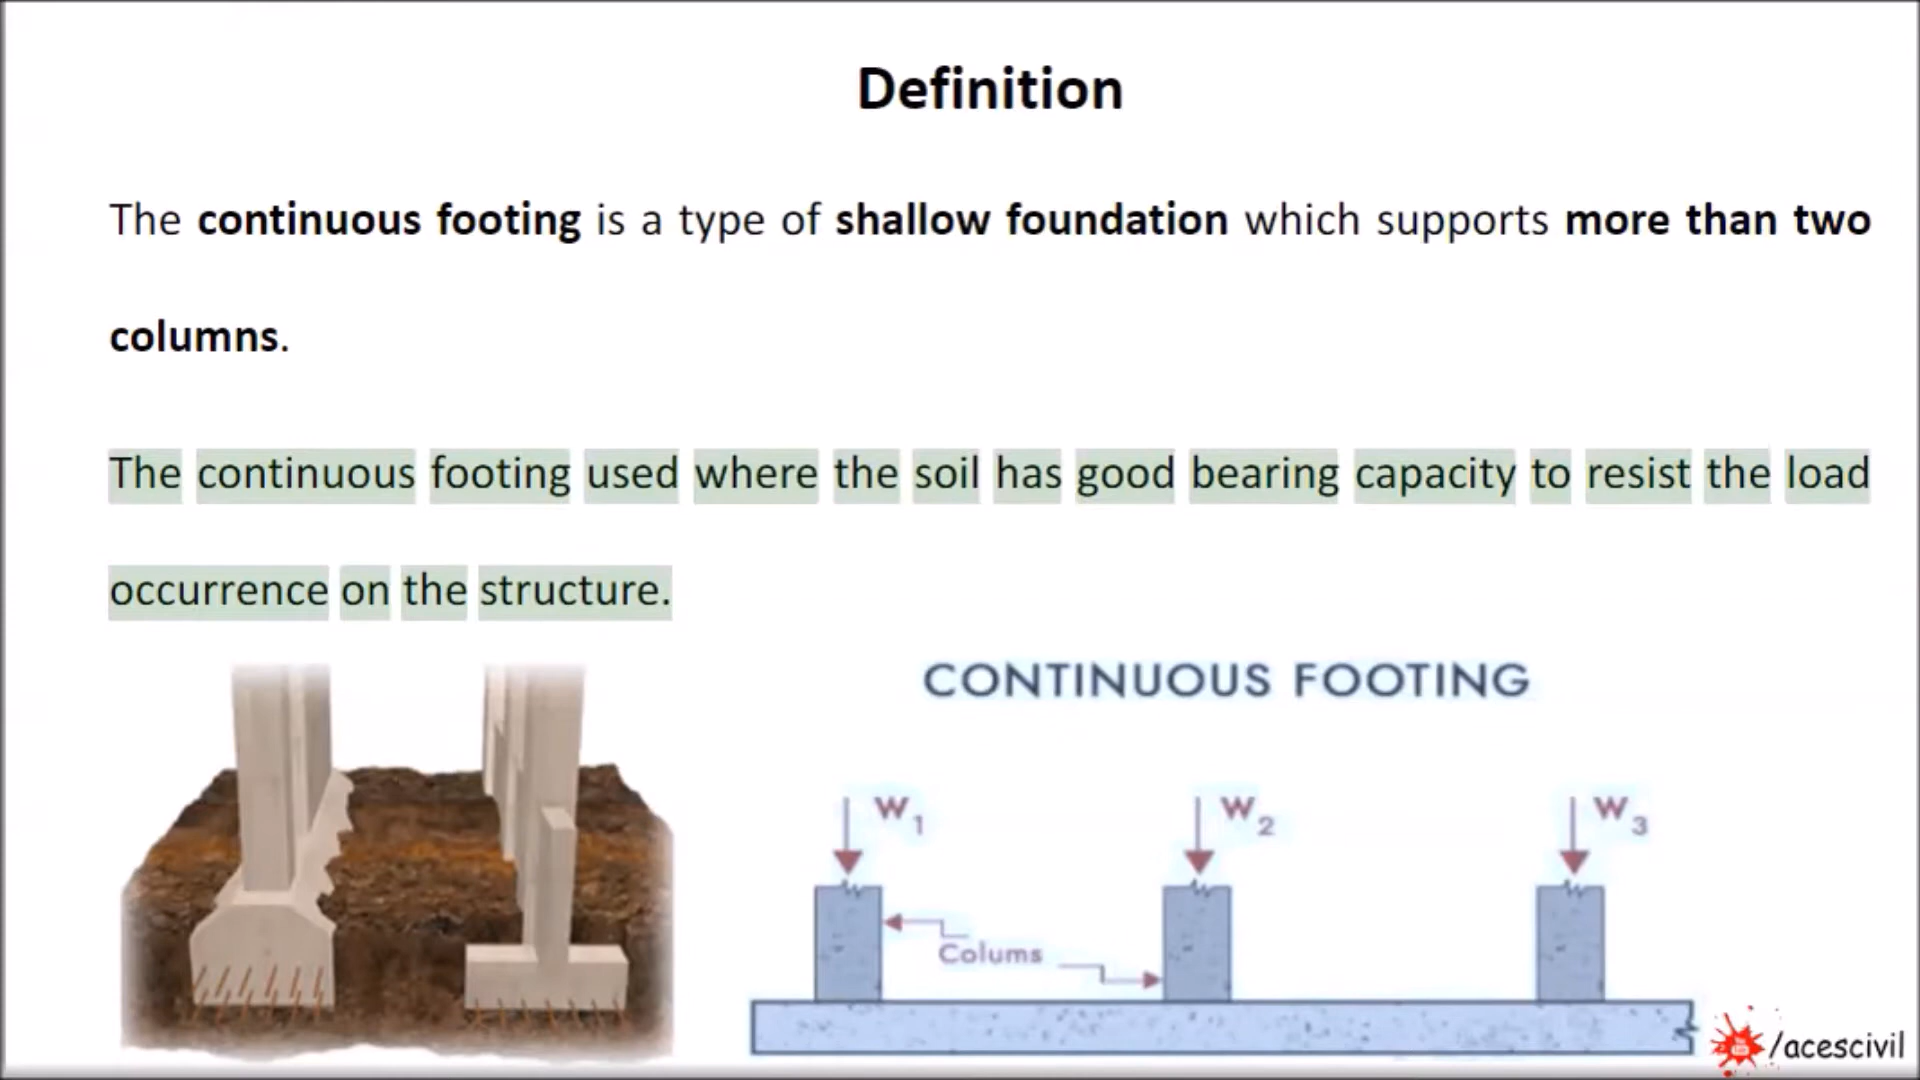 Definition
The continuous footing is a type of shallow foundation which supports more than two
columns.
The continuous footing used where the soil has good bearing capacity to resist the load
occurrence on the structure.
CONTINUOUS FOOTING
W1
W2
W3
Colums
/acescivil